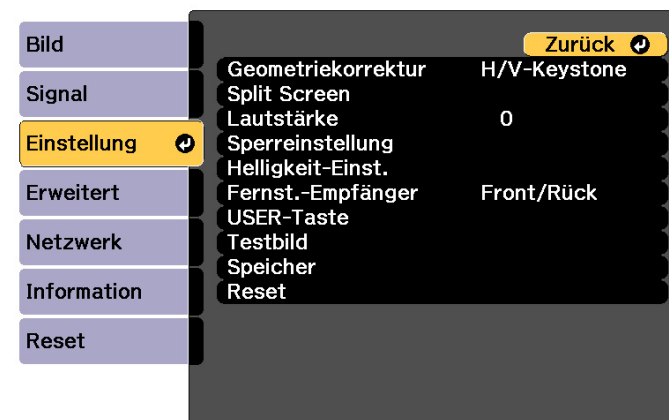 Bild
Signal
Einstellung
Erweitert
Netzwerk
Information
Reset
Zurück
Geometriekorrektur H/V-Keystone
Split Screen
Lautstärke 0
Sperreinstellung
Helligkeit-Einst.
Fernst.-Empfänger Front/Rück
USER-Taste
Testbild
Speicher
Reset